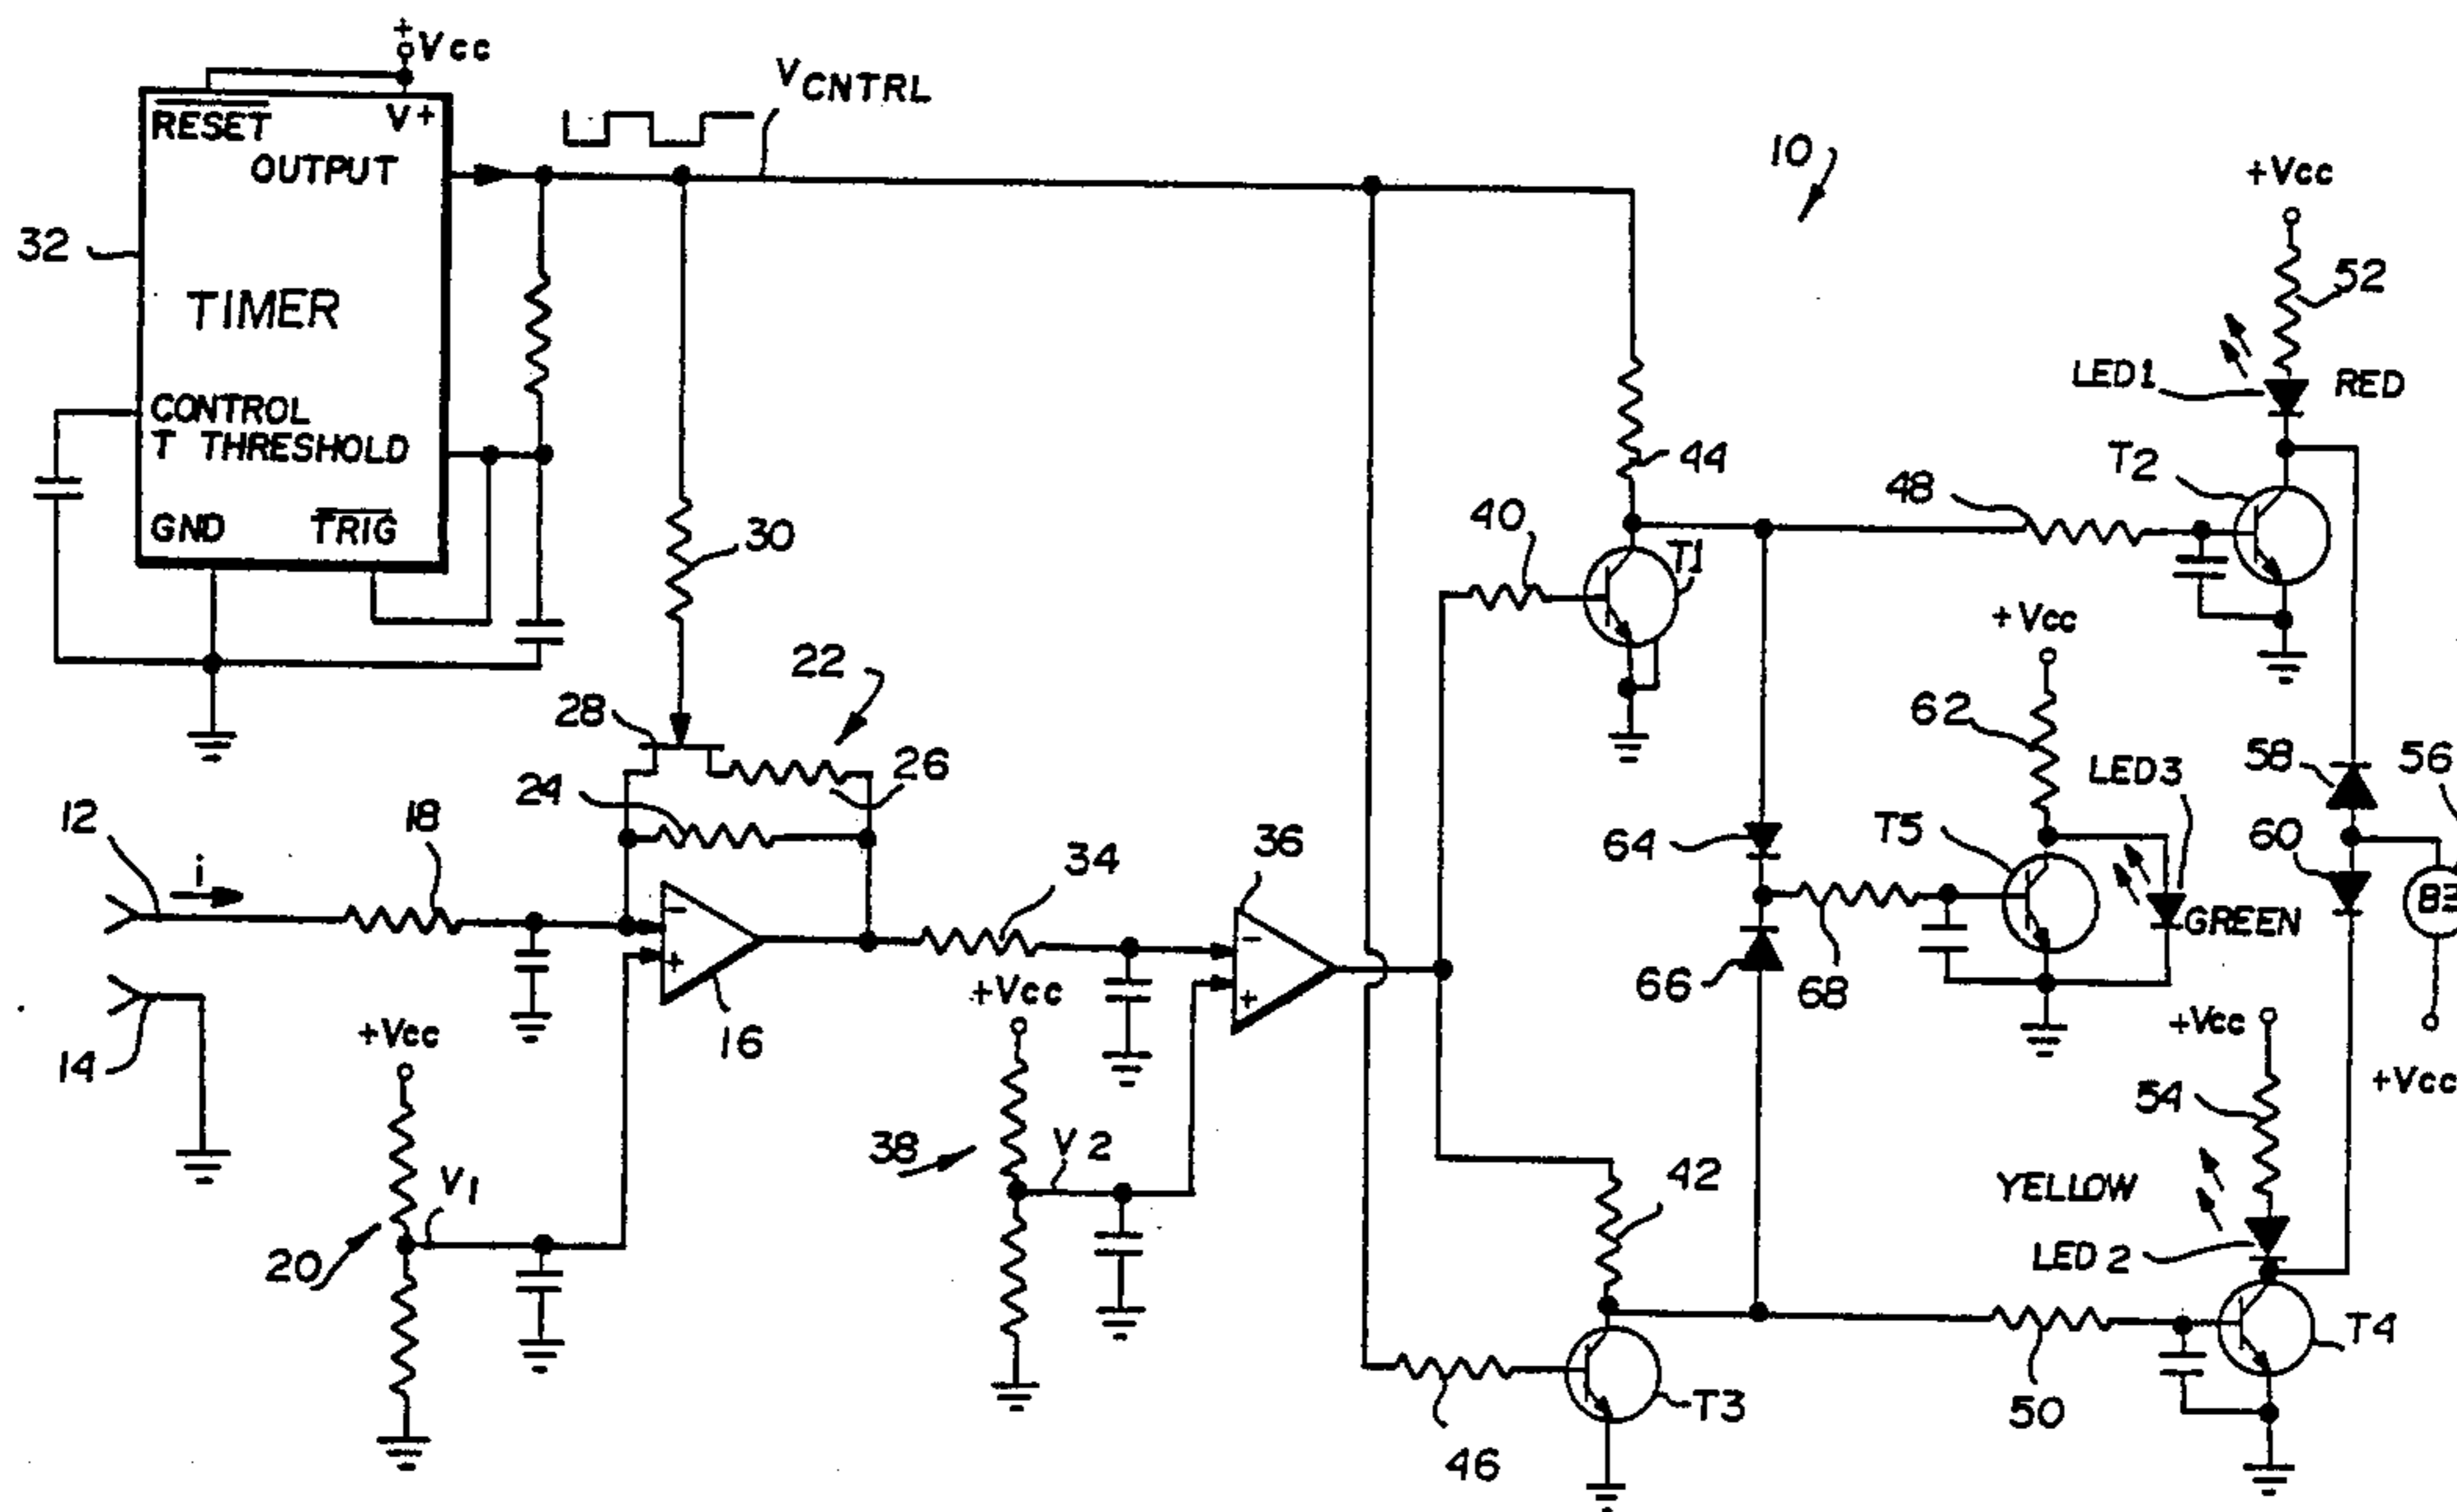 +
Vcc
VCNTRL
RESET
V+
OUTPUT
10
+Vcc
32
TIMER
52
LED1
RED
CONTROL
T THRESHOLD
44
T2
48
GND
TRIG
40
30
T1
+Vcc
22
28
62
26
LED3
58
56
24
12
18
T5
34
36
64
60
i
-
83
GREEN
-
+
+Vcc
66
68
+
+Vcc
16
+Vcc
14
+Vcc
54
38
V2
42
V1
YELLOW
20
LED 2
T4
T3
50
46